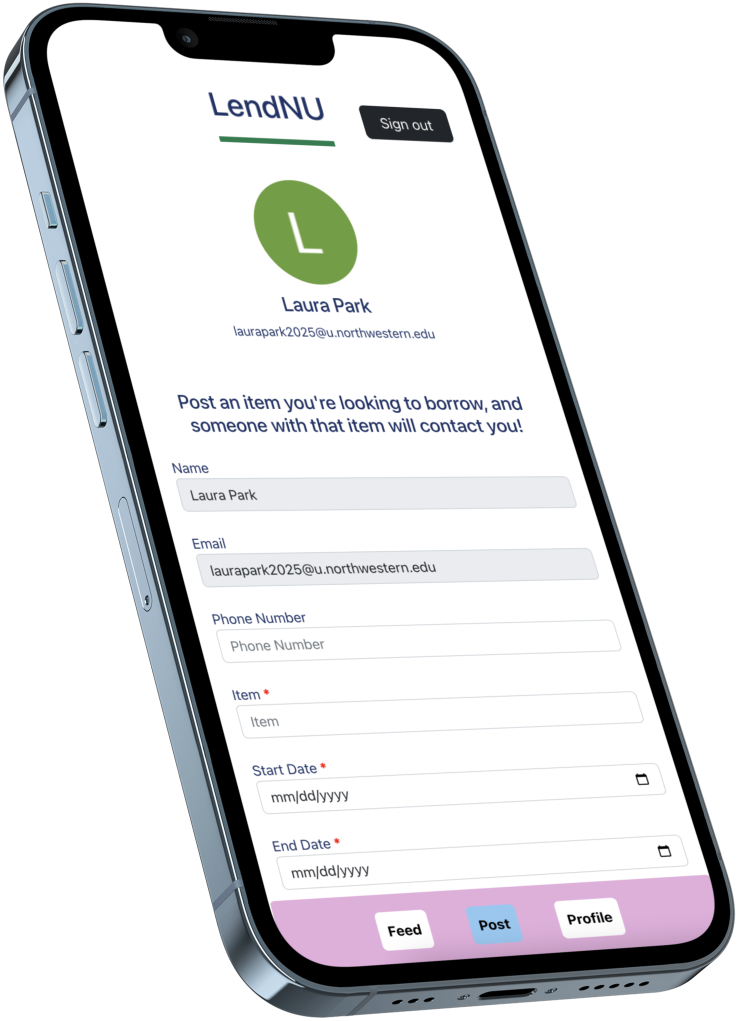 LendNU
Sign out
L
Laura Park
laurapark2025@u.northwestern.edu
Post an item you're looking to borrow, and
someone with that item will contact you!
Name
Laura Park
Email
laurapark2025@u.northwestern.edu
Phone Number
Phone Number
Item *
Item
Start Date *
mm/dd/yyyy
End Date *
mm/dd/yyyy
Feed
Post
Profile